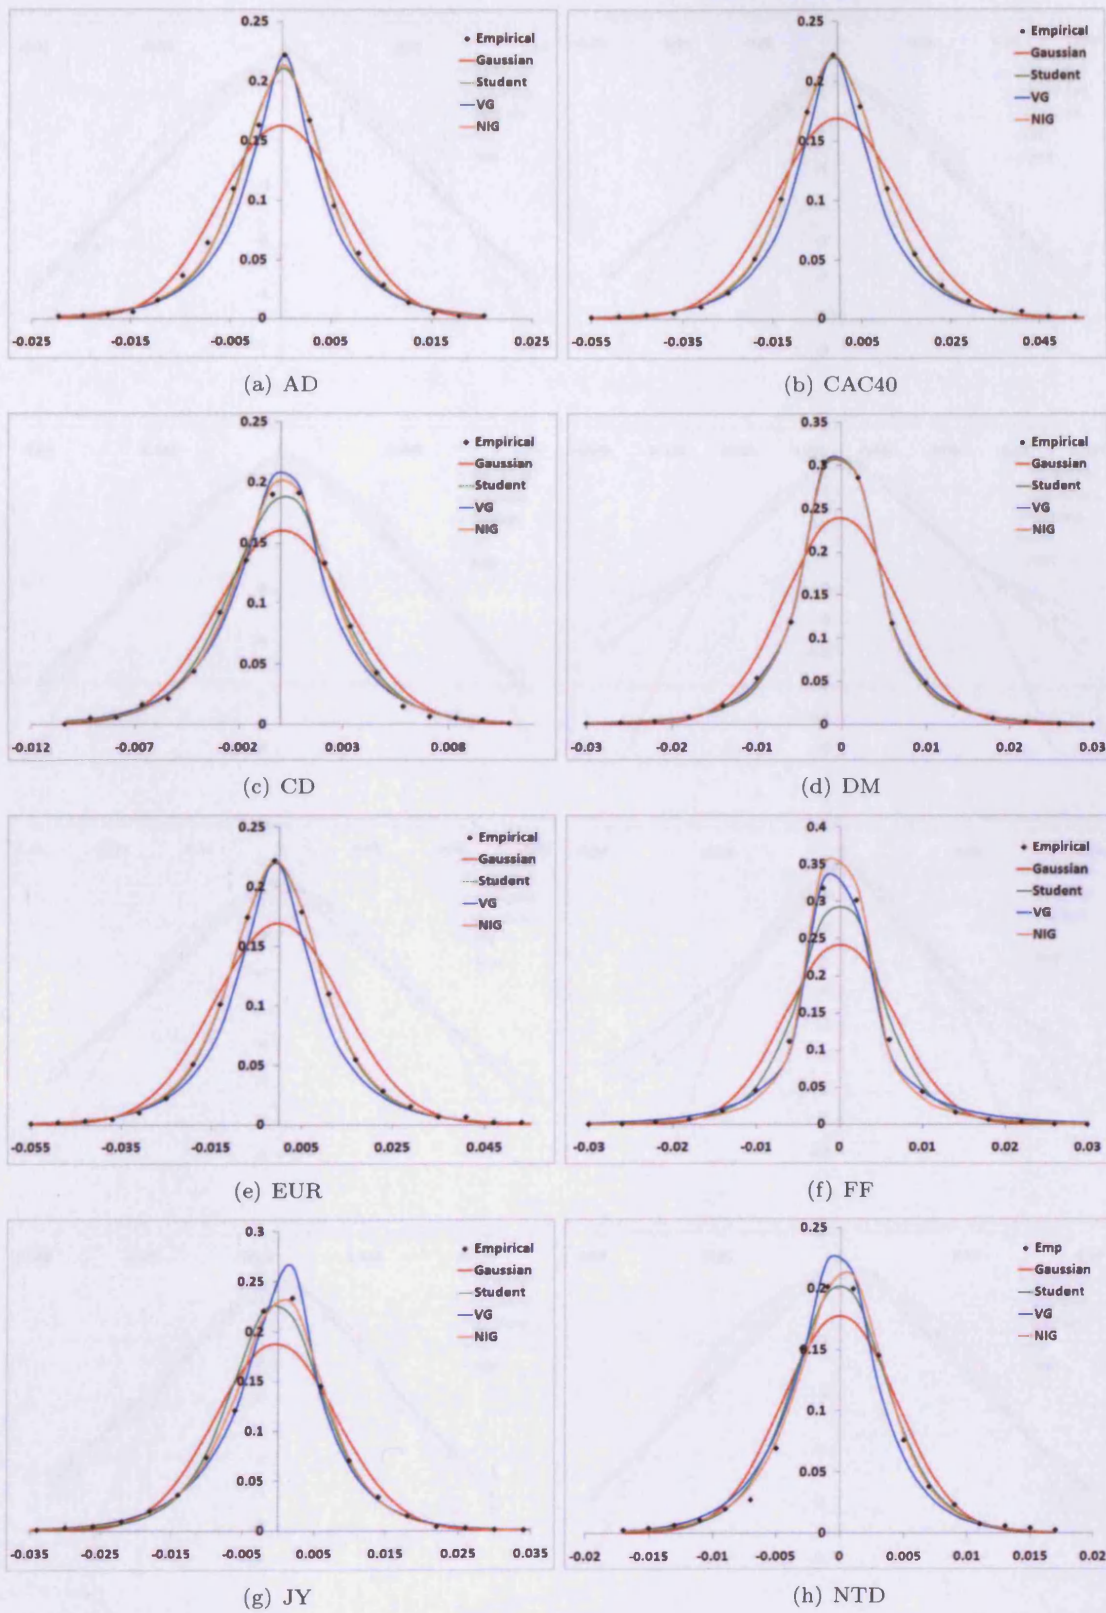 0.25
0.2
0.15
0.1
0.05
0
-0.025 -0.015 -0.005 0.005 0.015 0.025
Empirical
Gaussian
Student
VG
NIG
(a) AD
0.25
0.2
0.15
0.1
0.05
0
-0.055 -0.035 -0.015 0.005 0.025 0.045
Empirical
Gaussian
Student
VG
NIG
(b) CAC40
0.25
0.2
0.15
0.1
0.05
0
-0.012 -0.007 -0.002 0.003 0.008
Empirical
Gaussian
Student
VG
NIG
(c) CD
0.35
0.3
0.25
0.2
0.15
0.1
0.05
0
-0.03 -0.02 -0.01 0 0.01 0.02 0.03
Empirical
Gaussian
Student
VG
NIG
(d) DM
0.25
0.2
0.15
0.1
0.05
0
-0.055 -0.035 -0.015 0.005 0.025 0.045
Empirical
Gaussian
Student
VG
NIG
(e) EUR
0.4
0.35
0.3
0.25
0.2
0.15
0.1
0.05
0
-0.03 -0.02 -0.01 0 0.01 0.02 0.03
Empirical
Gaussian
Student
VG
NIG
(f) FF
0.3
0.25
0.2
0.15
0.1
0.05
0
-0.035 -0.025 -0.015 -0.005 0.005 0.015 0.025 0.035
Empirical
Gaussian
Student
VG
NIG
(g) JY
0.25
0.2
0.15
0.1
0.05
0
-0.02 -0.015 -0.01 -0.005 0 0.005 0.01 0.015 0.02
Emp
Gaussian
Student
VG
NIG
(h) NTD